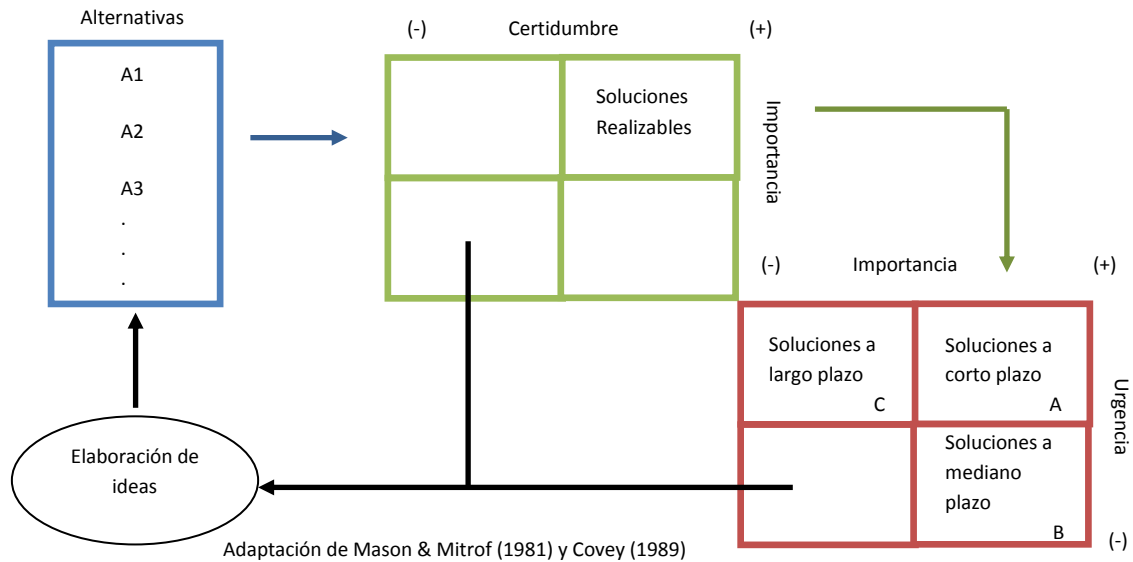 Alternativas
A1
A2
A3
.
.
.
(-) Certidumbre (+)
Soluciones
Realizables
Importancia
(-) Importancia (+)
Soluciones a
largo plazo
C
Soluciones a
corto plazo
A
Urgencia
Soluciones a
mediano
plazo
B
(-)
Elaboración de
ideas
Adaptación de Mason & Mitrof (1981) y Covey (1989)